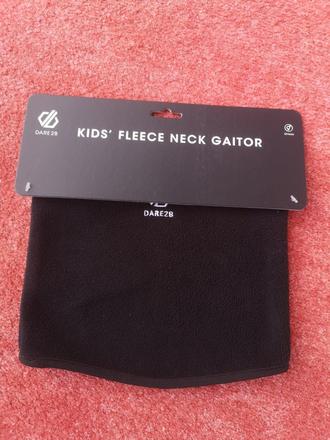 DARE2B
KIDS' FLEECE NECK GAITOR
DARE2B